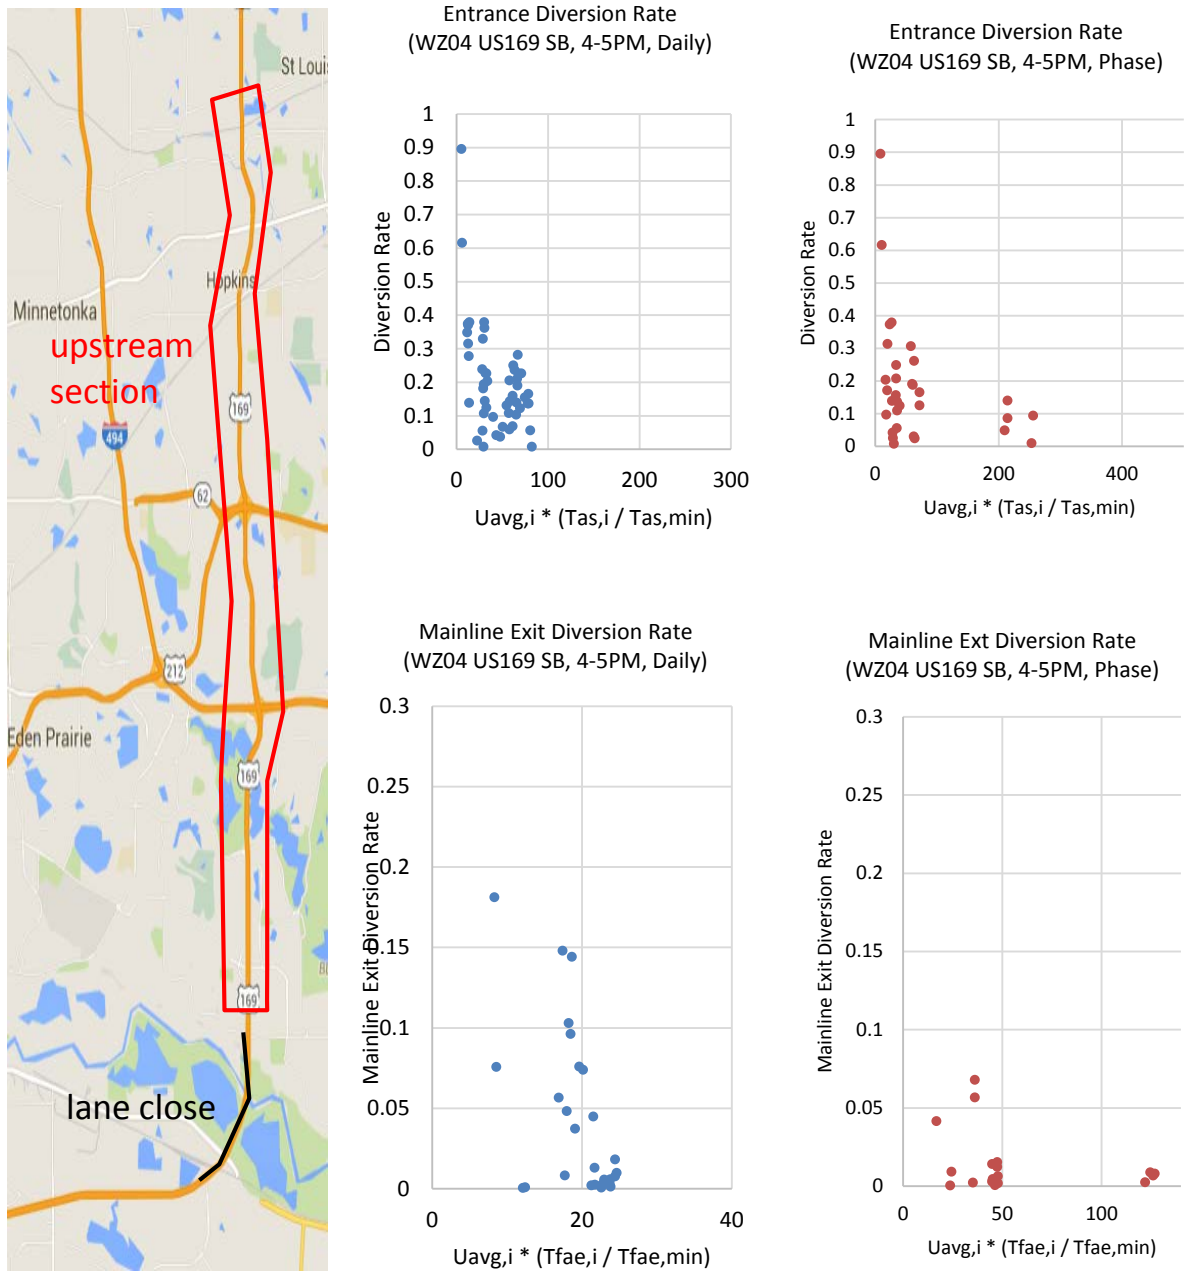 St Loui
Hopkins
Minnetonka
upstream
section
169
494
62
212
Eden Prairie
169
169
lane close
Entrance Diversion Rate
(WZ04 US169 SB, 4-5PM, Daily)
Diversion Rate
1
0.9
0.8
0.7
0.6
0.5
0.4
0.3
0.2
0.1
0
0
100
200
300
Uavg,i * (Tas,i / Tas,min)
Entrance Diversion Rate
(WZ04 US169 SB, 4-5PM, Phase)
Diversion Rate
1
0.9
0.8
0.7
0.6
0.5
0.4
0.3
0.2
0.1
0
0
200
400
Uavg,i * (Tas,i / Tas,min)
Mainline Exit Diversion Rate
(WZ04 US169 SB, 4-5PM, Daily)
Mainline Exit Diversion Rate
0.3
0.25
0.2
0.15
0.1
0.05
0
0
20
40
Uavg,i * (Tfae,i / Tfae,min)
Mainline Ext Diversion Rate
(WZ04 US169 SB, 4-5PM, Phase)
Mainline Exit Diversion Rate
0.3
0.25
0.2
0.15
0.1
0.05
0
0
50
100
Uavg,i * (Tfae,i / Tfae,min)